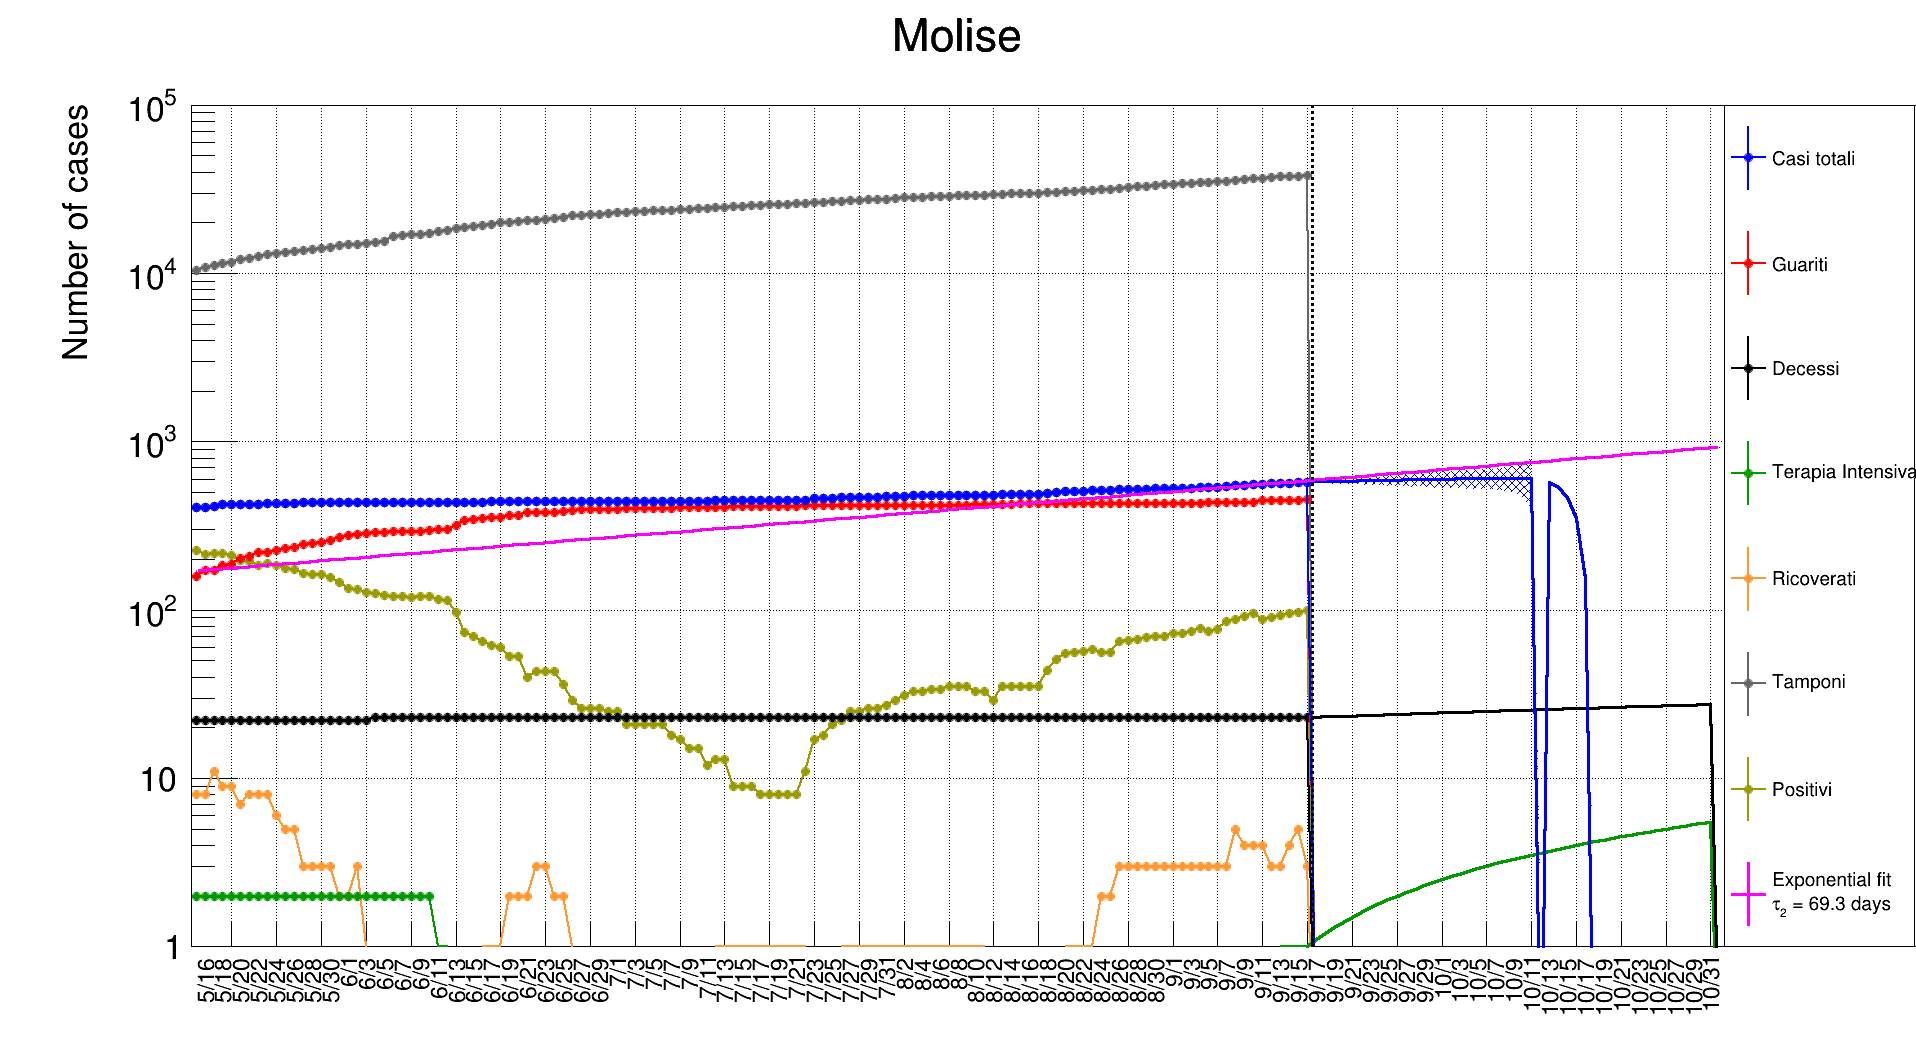 Molise
Number of cases
10^5
10^4
10^3
10^2
10
1
5/16 5/18 5/20 5/22 5/24 5/26 5/28 5/30 6/1 6/3 6/5 6/7 6/9 6/11 6/13 6/15 6/17 6/19 6/21 6/23 6/25 6/27 6/29 7/1 7/3 7/5 7/7 7/9 7/11 7/13 7/15 7/17 7/19 7/21 7/23 7/25 7/27 7/29 7/31 8/2 8/4 8/6 8/8 8/10 8/12 8/14 8/16 8/18 8/20 8/22 8/24 8/26 8/28 8/30 9/1 9/3 9/5 9/7 9/9 9/11 9/13 9/15 9/17 9/19 9/21 9/23 9/25 9/27 9/29 10/1 10/3 10/5 10/7 10/9 10/11 10/13 10/15 10/17 10/19 10/21 10/23 10/25 10/27 10/29 10/31
Casi totali
Guariti
Decessi
Terapia Intensiva
Ricoverati
Tamponi
Positivi
Exponential fit
τ_2 = 69.3 days